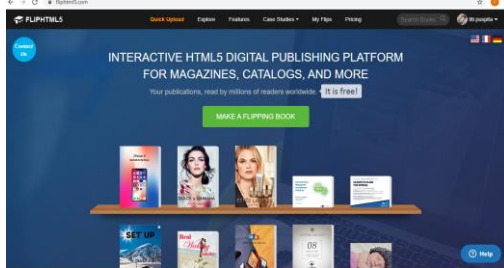 fliphtml5.com
FLIPHTML5
Quick Upload Explore Features Case Studies My Flips Pricing
Search Books
Contact Us
INTERACTIVE HTML5 DIGITAL PUBLISHING PLATFORM
FOR MAGAZINES, CATALOGS, AND MORE
Your publications, read by millions of readers worldwide. It is free!
MAKE A FLIPPING BOOK
SET UP
Real
08
Help